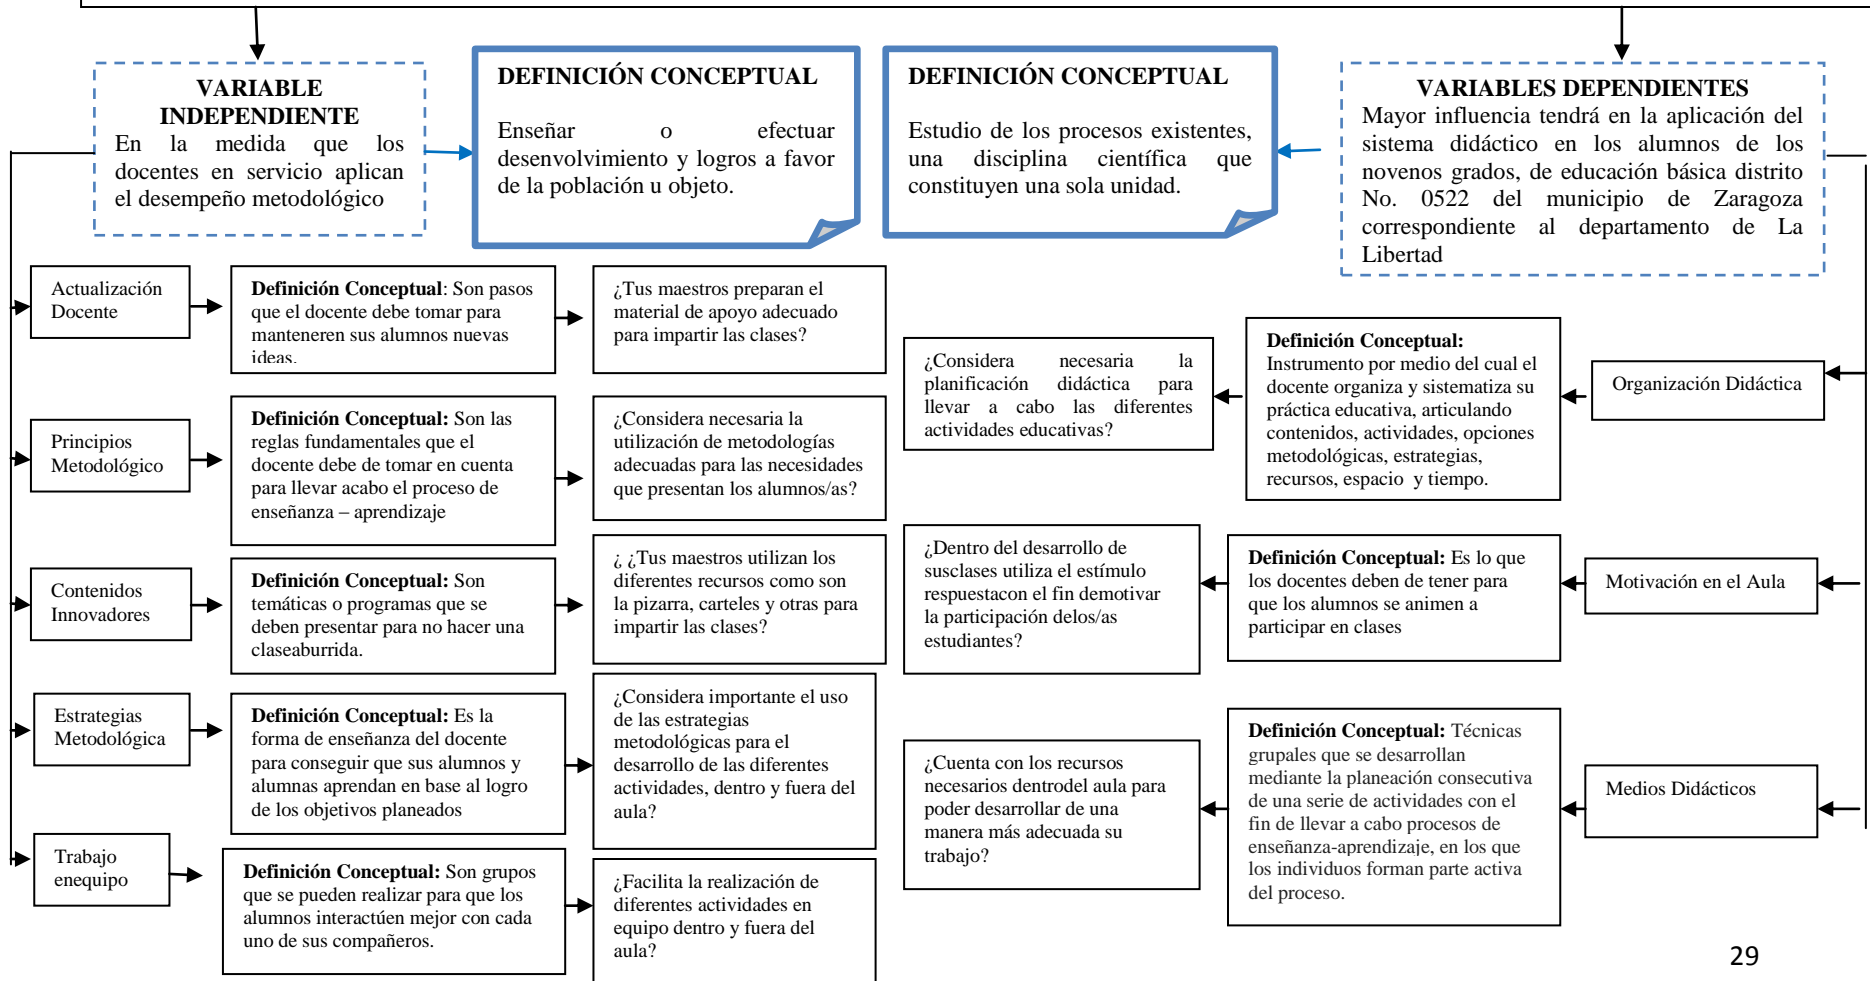 VARIABLE
INDEPENDIENTE
En la medida que los
docentes en servicio aplican
el desempeño metodológico
DEFINICIÓN CONCEPTUAL
Enseñar o efectuar
desenvolvimiento y logros a favor
de la población u objeto.
DEFINICIÓN CONCEPTUAL
Estudio de los procesos existentes,
una disciplina científica que
constituyen una sola unidad.
VARIABLES DEPENDIENTES
Mayor influencia tendrá en la aplicación del
sistema didáctico en los alumnos de los
novenos grados, de educación básica distrito
No. 0522 del municipio de Zaragoza
correspondiente al departamento de La
Libertad
Actualización
Docente
Definición Conceptual: Son pasos
que el docente debe tomar para
manteneren sus alumnos nuevas
ideas.
¿Tus maestros preparan el
material de apoyo adecuado
para impartir las clases?
Principios
Metodológico
Definición Conceptual: Son las
reglas fundamentales que el
docente debe de tomar en cuenta
para llevar acabo el proceso de
enseñanza – aprendizaje
¿Considera necesaria la
utilización de metodologías
adecuadas para las necesidades
que presentan los alumnos/as?
Contenidos
Innovadores
Definición Conceptual: Son
temáticas o programas que se
deben presentar para no hacer una
claseaburrida.
¿ ¿Tus maestros utilizan los
diferentes recursos como son
la pizarra, carteles y otras para
impartir las clases?
Estrategias
Metodológica
Definición Conceptual: Es la
forma de enseñanza del docente
para conseguir que sus alumnos y
alumnas aprendan en base al logro
de los objetivos planeados
¿Considera importante el uso
de las estrategias
metodológicas para el
desarrollo de las diferentes
actividades, dentro y fuera del
aula?
Trabajo
enequipo
Definición Conceptual: Son grupos
que se pueden realizar para que los
alumnos interactúen mejor con cada
uno de sus compañeros.
¿Facilita la realización de
diferentes actividades en
equipo dentro y fuera del
aula?
¿Considera necesaria la
planificación didáctica para
llevar a cabo las diferentes
actividades educativas?
Definición Conceptual:
Instrumento por medio del cual el
docente organiza y sistematiza su
práctica educativa, articulando
contenidos, actividades, opciones
metodológicas, estrategias,
recursos, espacio y tiempo.
Organización Didáctica
¿Dentro del desarrollo de
susclases utiliza el estímulo
respuestacon el fin demotivar
la participación delos/as
estudiantes?
Definición Conceptual: Es lo que
los docentes deben de tener para
que los alumnos se animen a
participar en clases
Motivación en el Aula
¿Cuenta con los recursos
necesarios dentrodel aula para
poder desarrollar de una
manera más adecuada su
trabajo?
Definición Conceptual: Técnicas
grupales que se desarrollan
mediante la planeación consecutiva
de una serie de actividades con el
fin de llevar a cabo procesos de
enseñanza-aprendizaje, en los que
los individuos forman parte activa
del proceso.
Medios Didácticos
29